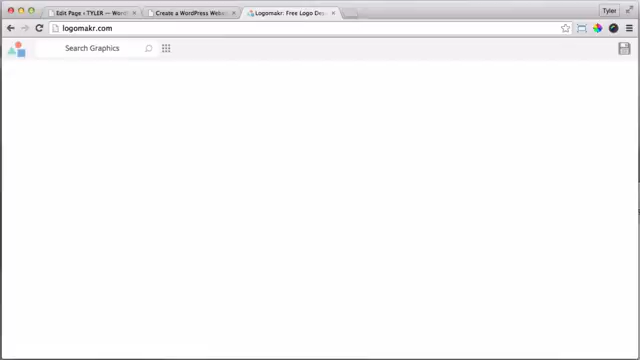 Edit Page ‹ TYLER — Word
Create a WordPress Websi
Logomakr: Free Logo Des
Tyler
logomakr.com
Search Graphics